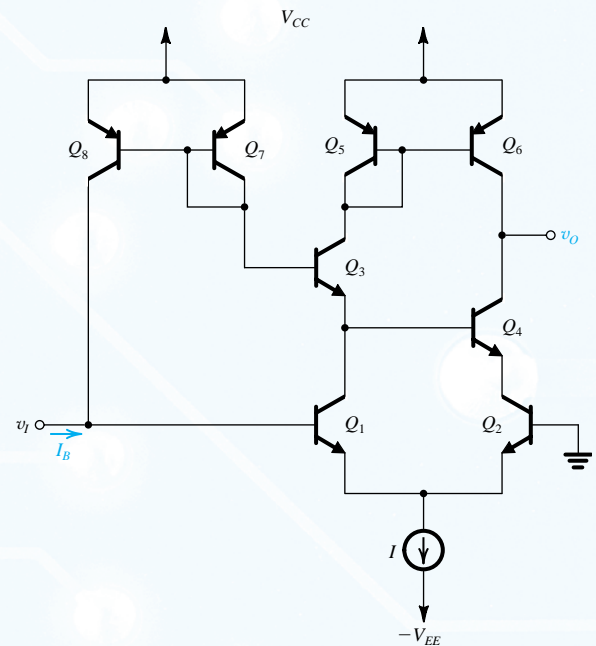 V_CC
Q_8
Q_7
Q_5
Q_6
v_O
Q_3
Q_4
v_I
I_B
Q_1
Q_2
I
−V_EE